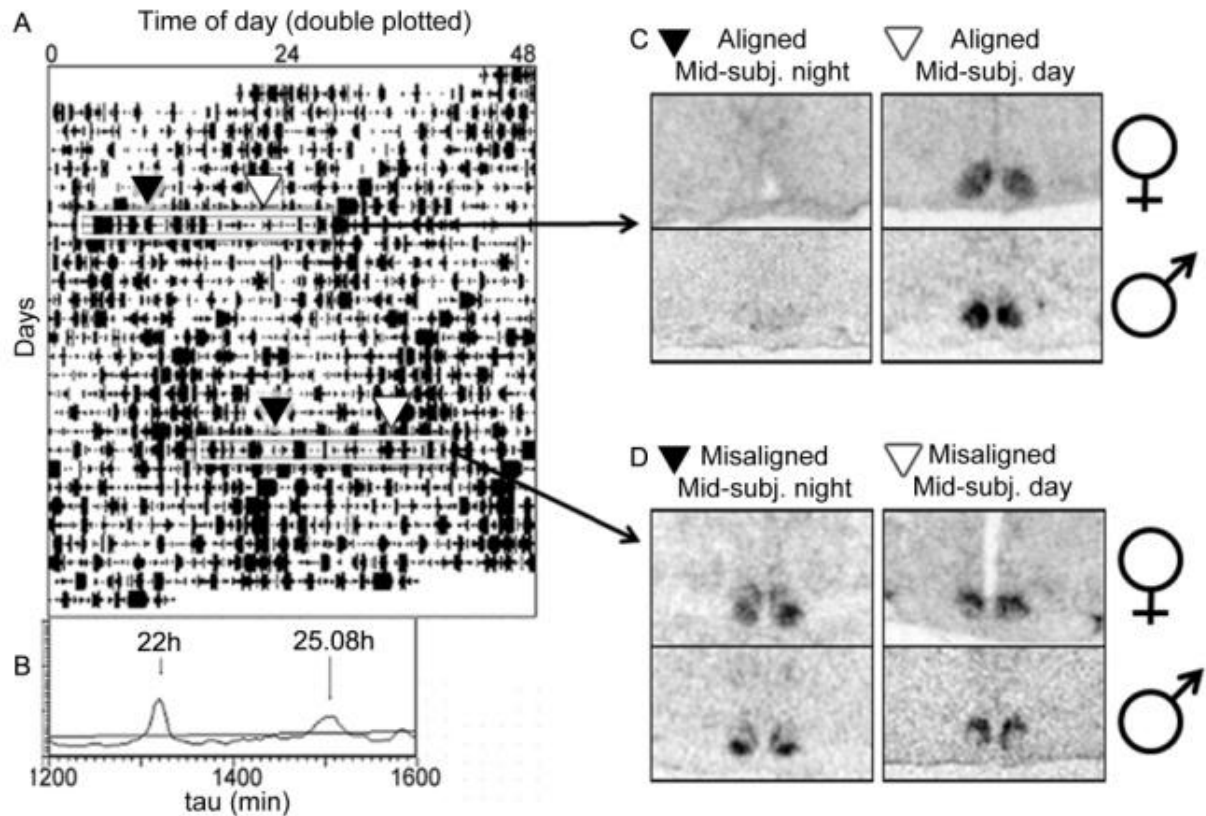 A
Time of day (double plotted)
0 24 48
Days
B
22h 25.08h
1200 1400 1600
tau (min)
C
Aligned
Mid-subj. night
Aligned
Mid-subj. day
D
Misaligned
Mid-subj. night
Misaligned
Mid-subj. day